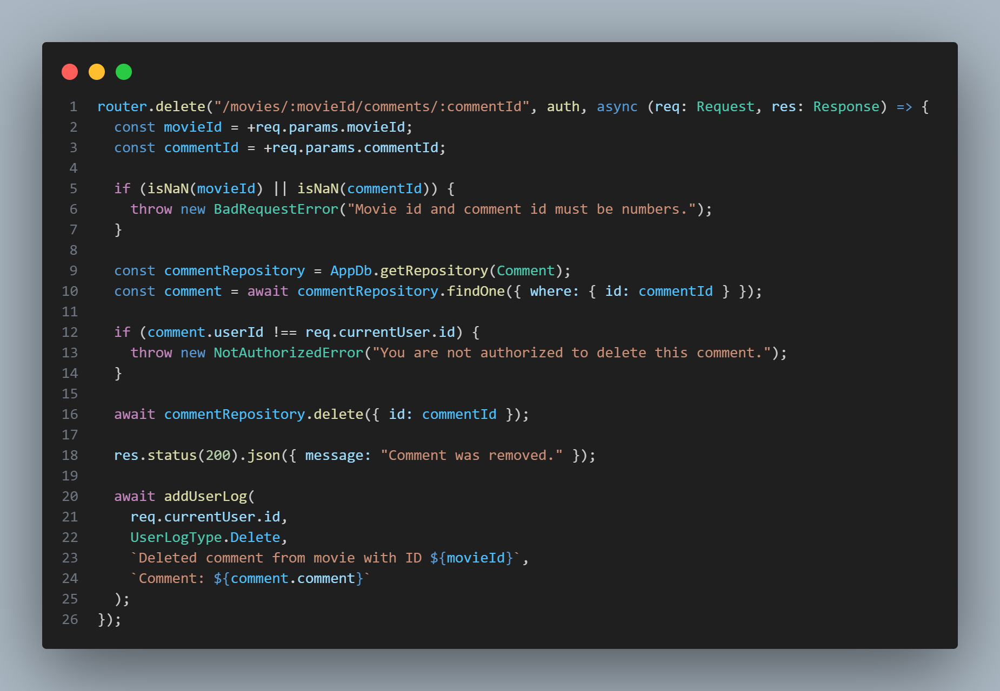 1 router.delete("/movies/:movieId/comments/:commentId", auth, async (req: Request, res: Response) => {
2   const movieId = +req.params.movieId;
3   const commentId = +req.params.commentId;
4
5   if (isNaN(movieId) || isNaN(commentId)) {
6     throw new BadRequestError("Movie id and comment id must be numbers.");
7   }
8
9   const commentRepository = AppDb.getRepository(Comment);
10   const comment = await commentRepository.findOne({ where: { id: commentId } });
11
12   if (comment.userId !== req.currentUser.id) {
13     throw new NotAuthorizedError("You are not authorized to delete this comment.");
14   }
15
16   await commentRepository.delete({ id: commentId });
17
18   res.status(200).json({ message: "Comment was removed." });
19
20   await addUserLog(
21     req.currentUser.id,
22     UserLogType.Delete,
23     `Deleted comment from movie with ID ${movieId}`,
24     `Comment: ${comment.comment}`
25   );
26 });